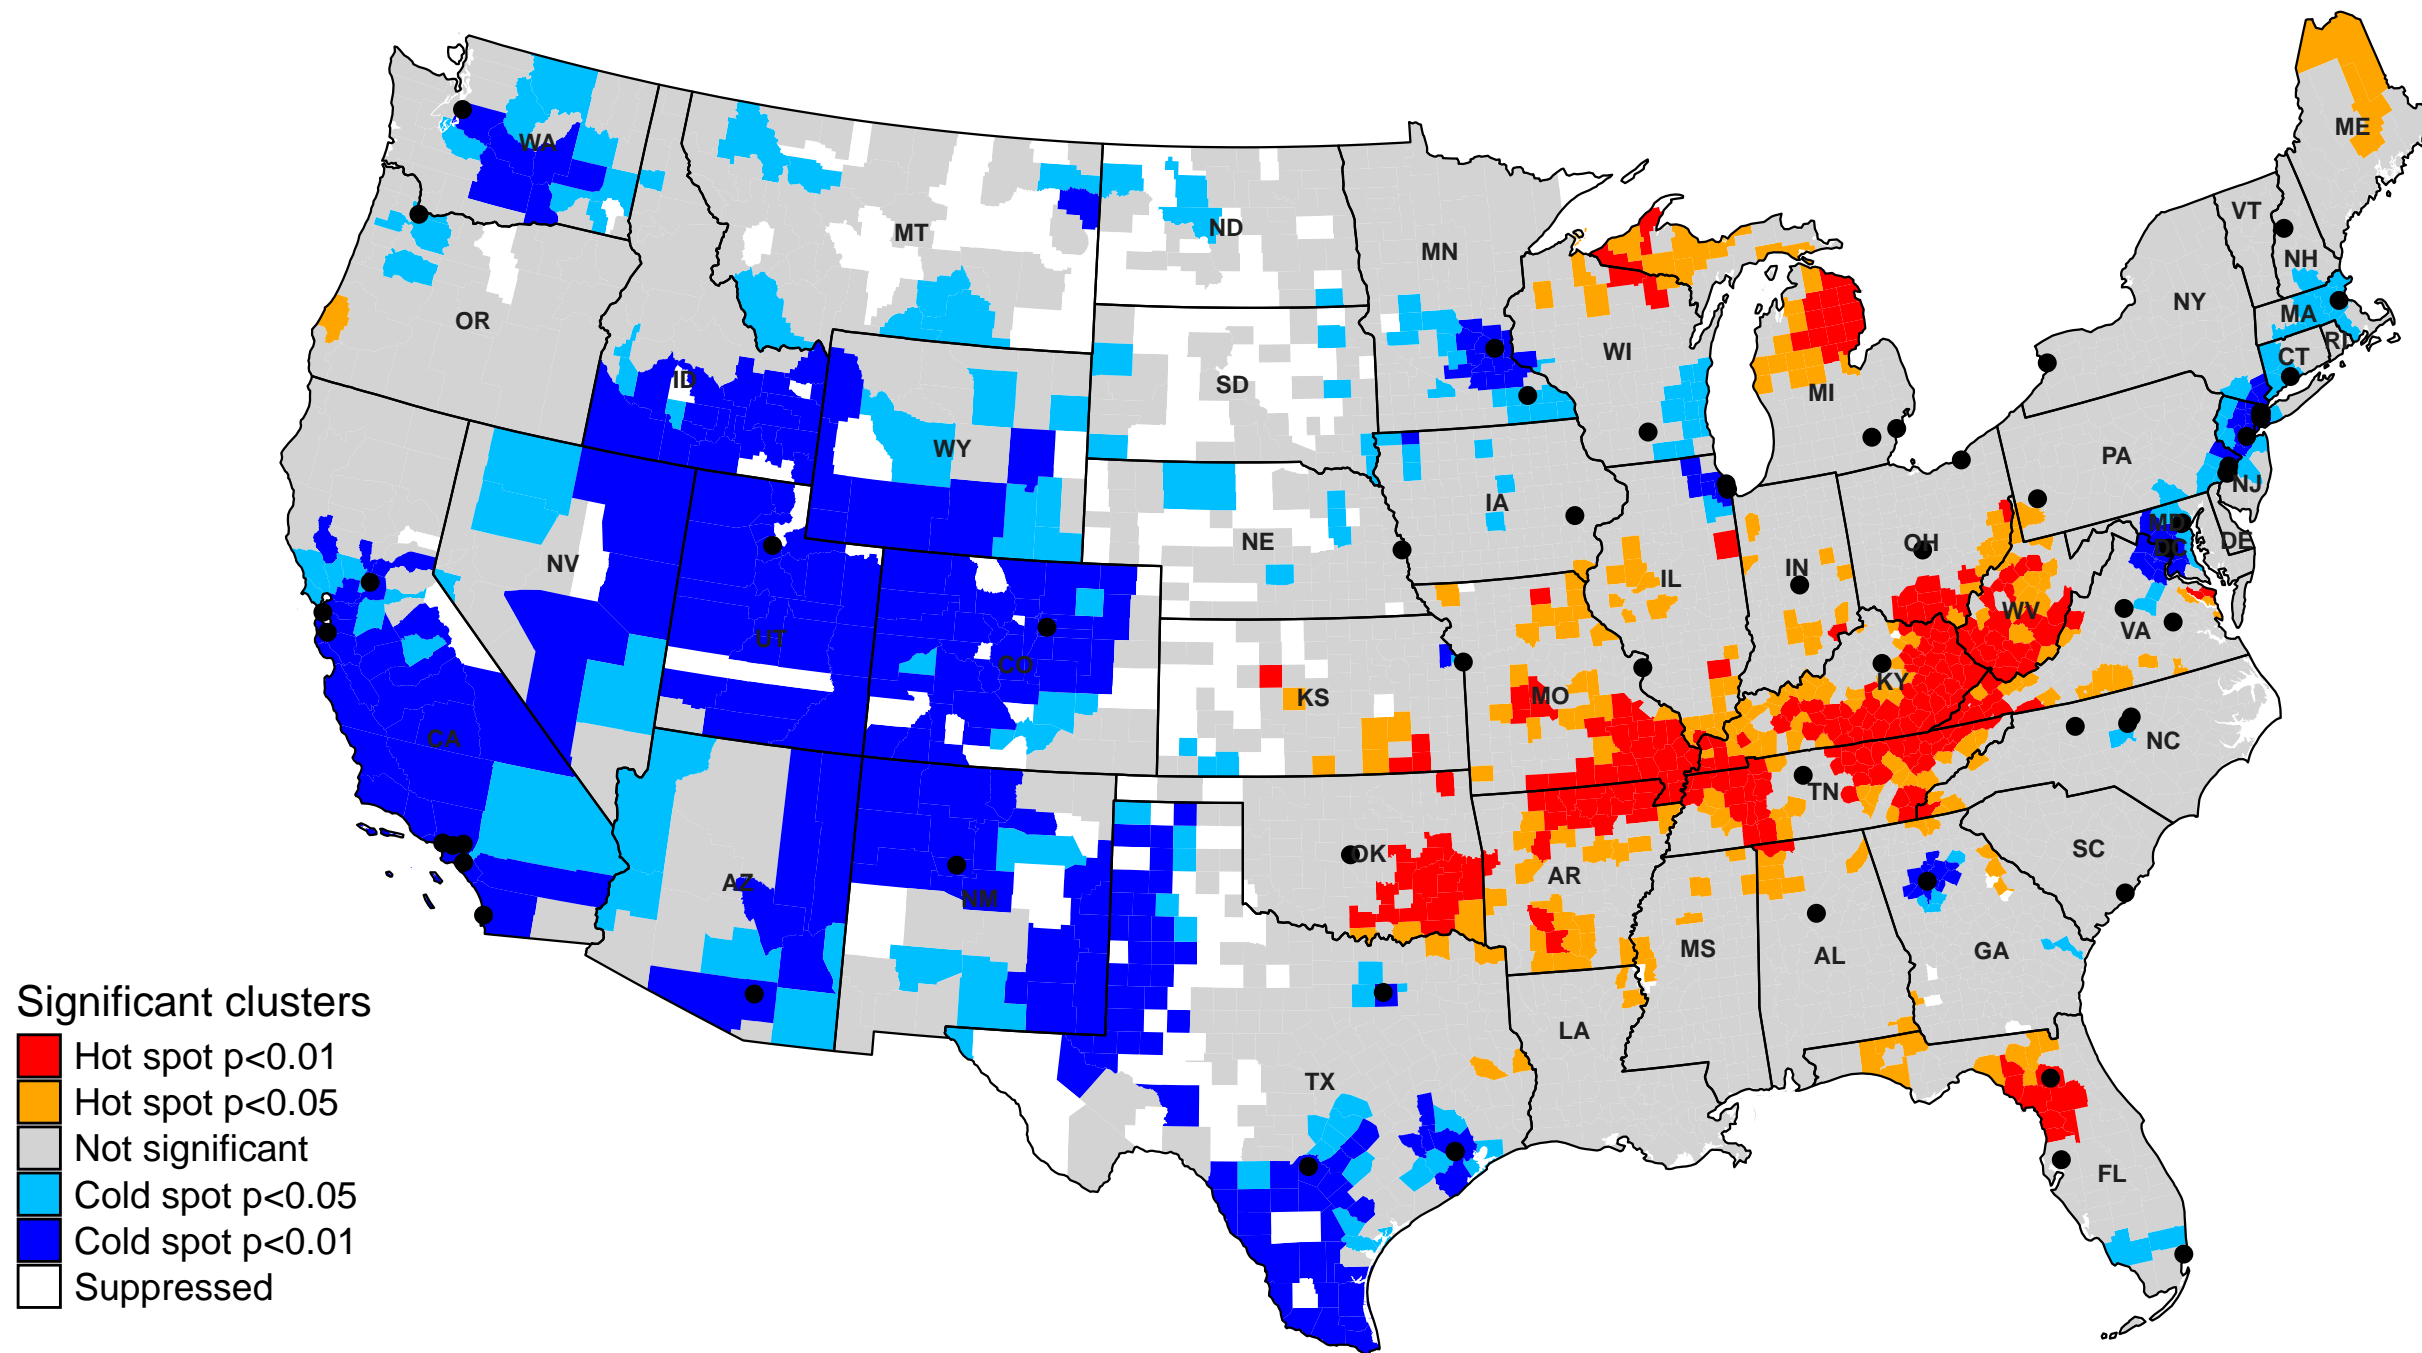 WA
ME
VT
MT
ND
MN
NH
OR
NY
MA
WI
RI
CT
ID
SD
MI
WY
PA
NJ
IA
MD
NE
OH
DE
DC
NV
IN
IL
WV
UT
VA
CO
KY
KS
MO
CA
NC
TN
OK
SC
AR
AZ
NM
MS
GA
AL
LA
TX
FL
Significant clusters
Hot spot p<0.01
Hot spot p<0.05
Not significant
Cold spot p<0.05
Cold spot p<0.01
Suppressed